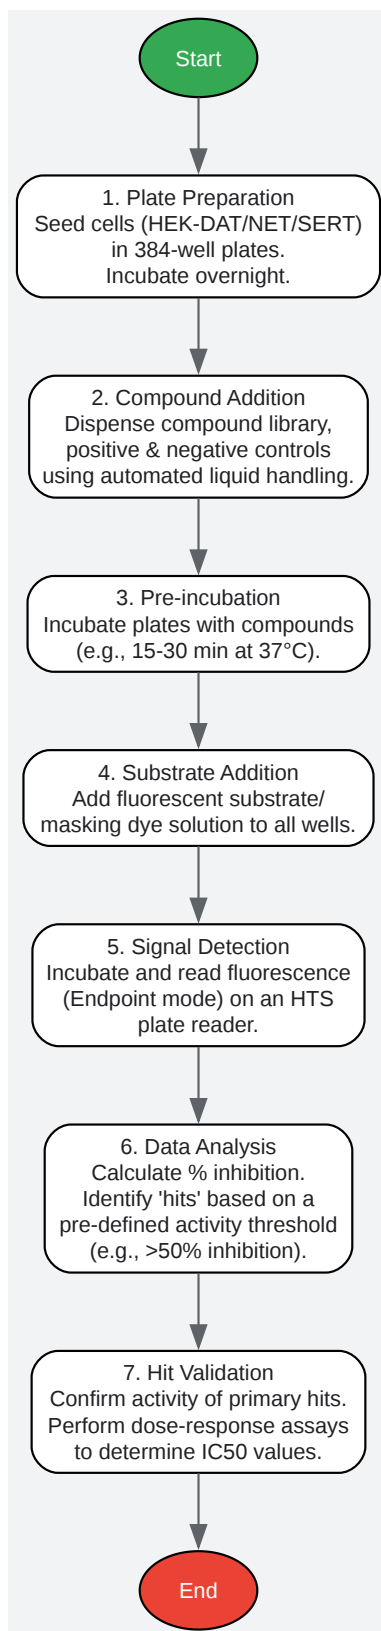 Start
1. Plate Preparation
Seed cells (HEK-DAT/NET/SERT)
in 384-well plates.
Incubate overnight.
2. Compound Addition
Dispense compound library,
positive & negative controls
using automated liquid handling.
3. Pre-incubation
Incubate plates with compounds
(e.g., 15-30 min at 37°C).
4. Substrate Addition
Add fluorescent substrate/
masking dye solution to all wells.
5. Signal Detection
Incubate and read fluorescence
(Endpoint mode) on an HTS
plate reader.
6. Data Analysis
Calculate % inhibition.
Identify 'hits' based on a
pre-defined activity threshold
(e.g., >50% inhibition).
7. Hit Validation
Confirm activity of primary hits.
Perform dose-response assays
to determine IC50 values.
End